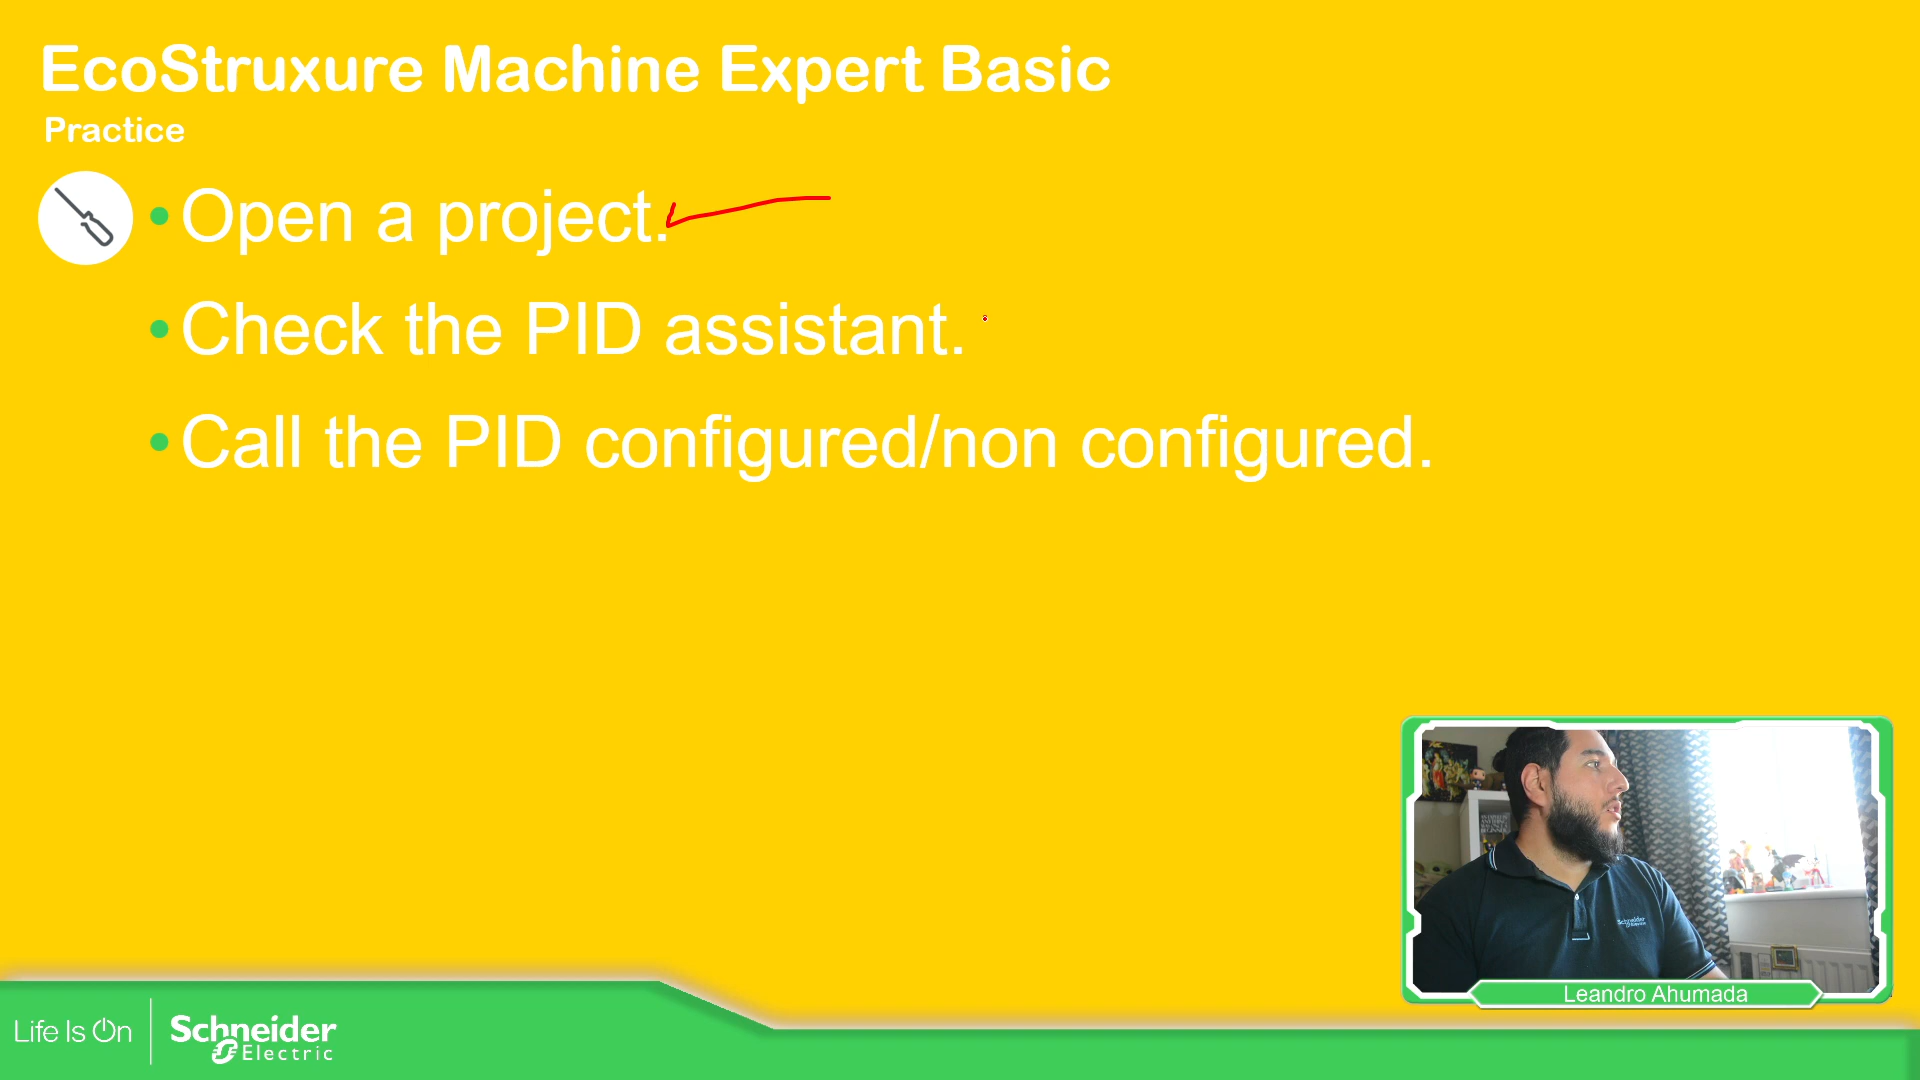 EcoStruxure Machine Expert Basic
Practice
• Open a project.
• Check the PID assistant.
• Call the PID configured/non configured.
Schneider
Leandro Ahumada
Life Is On
Schneider
Electric